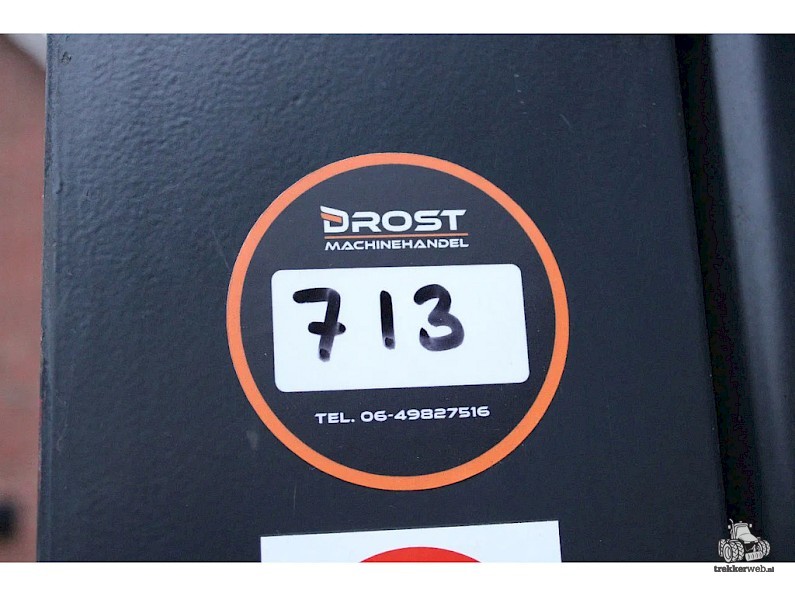 DROST
MACHINEHANDEL
713
TEL. 06-49827516
trekkerweb.nl